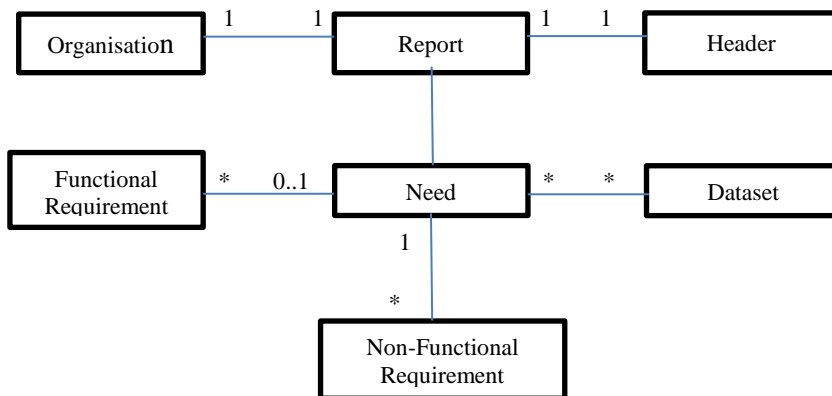 1 1 1 1
Organisation Report Header
Functional
Requirement
* 0..1 Need * * Dataset
1
*
Non-Functional
Requirement